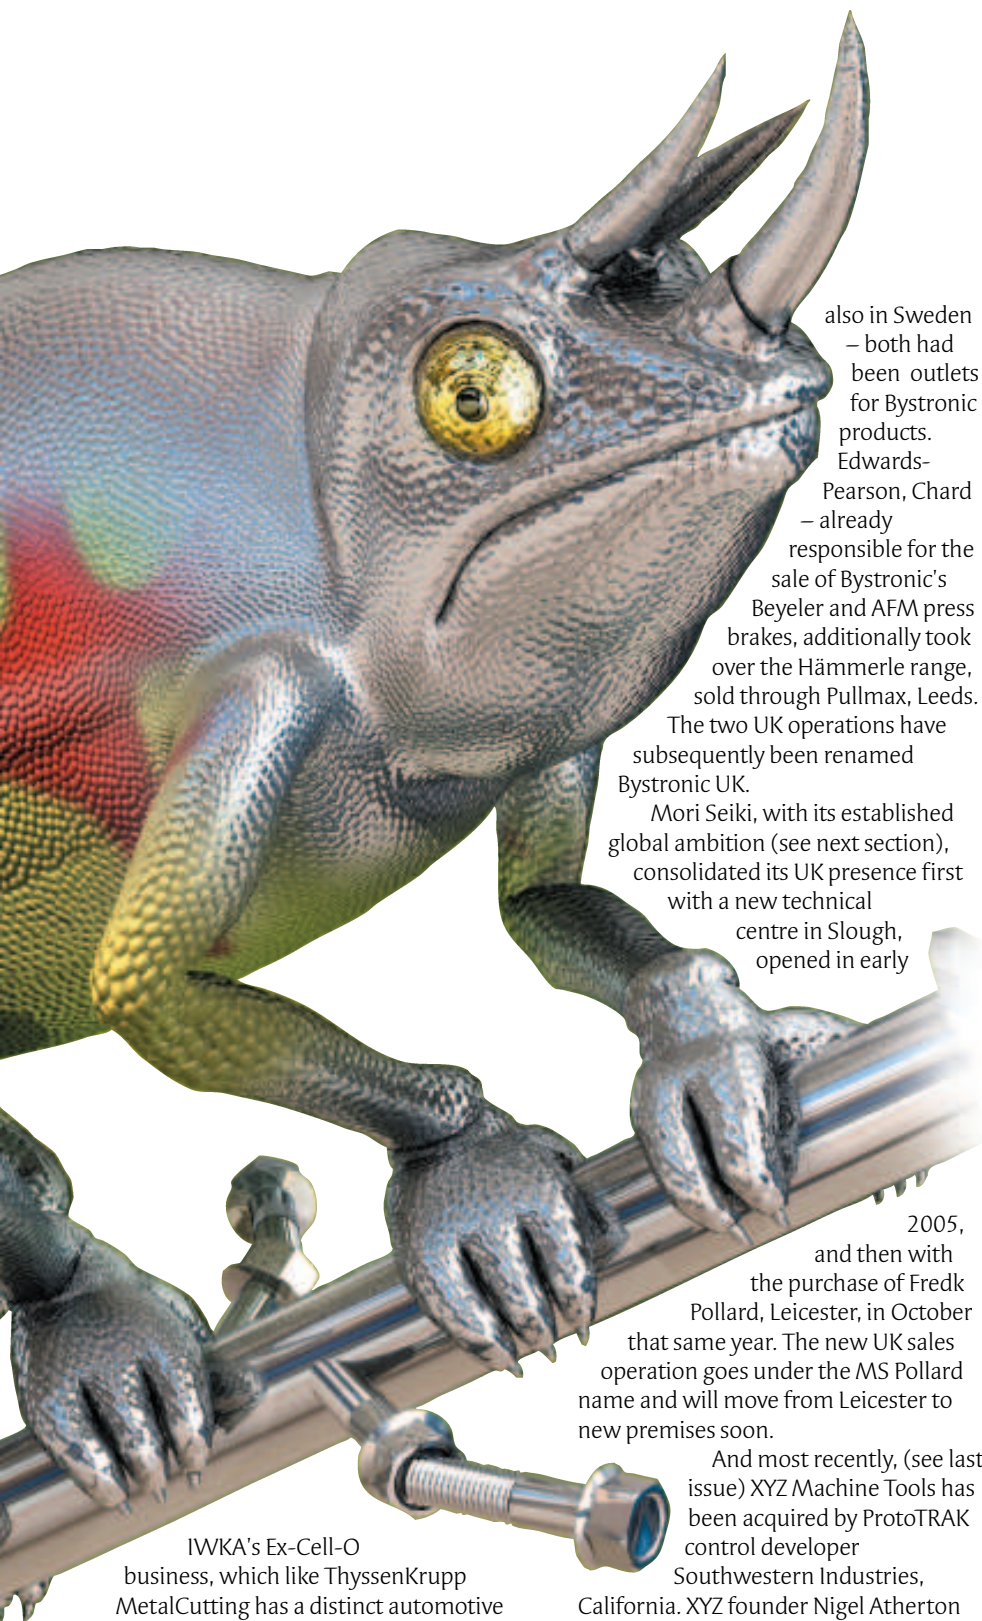 also in Sweden
– both had
been outlets
for Bystronic
products.
Edwards-
Pearson, Chard
– already
responsible for the
sale of Bystronic's
Beyeler and AFM press
brakes, additionally took
over the Hämmerle range,
sold through Pullmax, Leeds.
The two UK operations have
subsequently been renamed
Bystronic UK.
Mori Seiki, with its established
global ambition (see next section),
consolidated its UK presence first
with a new technical
centre in Slough,
opened in early
2005,
and then with
the purchase of Fredk
Pollard, Leicester, in October
that same year. The new UK sales
operation goes under the MS Pollard
name and will move from Leicester to
new premises soon.
And most recently, (see last
issue) XYZ Machine Tools has
been acquired by ProtoTRAK
control developer
Southwestern Industries,
California. XYZ founder Nigel Atherton
IWKA's Ex-Cell-O
business, which like ThyssenKrupp
MetalCutting has a distinct automotive